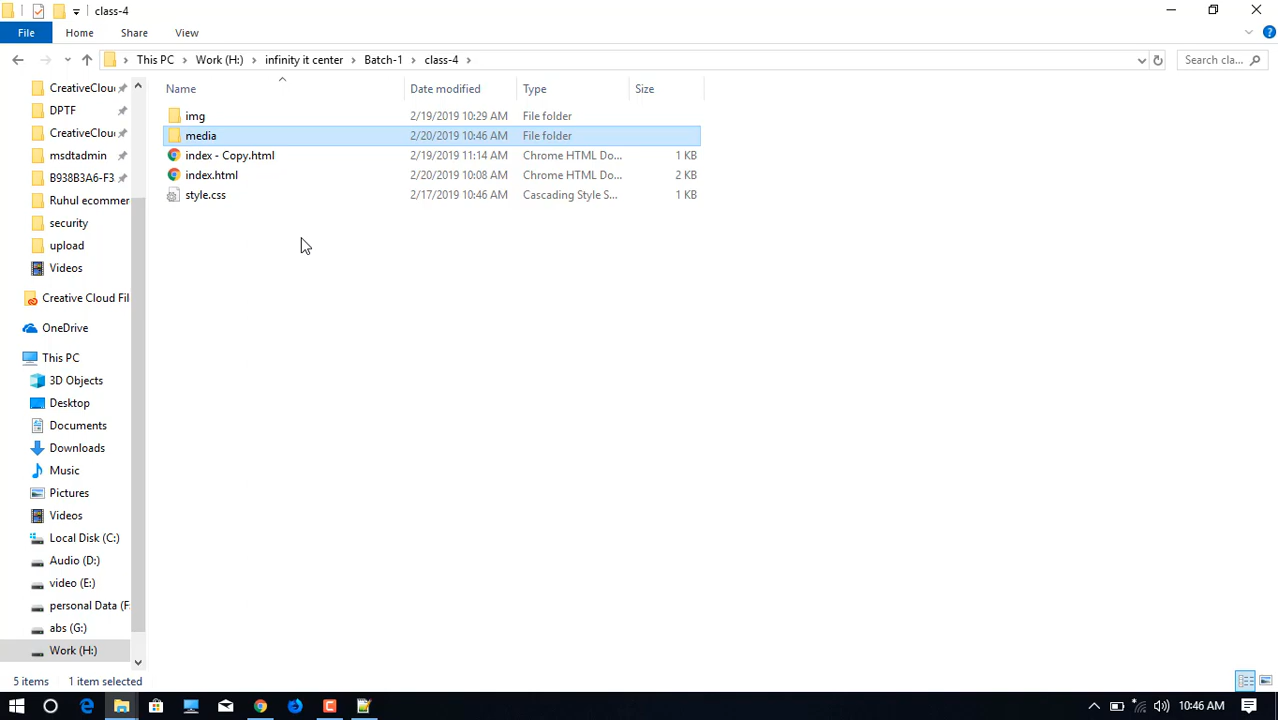 class-4
File Home Share View
This PC Work (H:) infinity it center Batch-1 class-4
Search cla...
Name Date modified Type Size
img 2/19/2019 10:29 AM File folder
media 2/20/2019 10:46 AM File folder
index - Copy.html 2/19/2019 11:14 AM Chrome HTML Do... 1 KB
index.html 2/20/2019 10:08 AM Chrome HTML Do... 2 KB
style.css 2/17/2019 10:46 AM Cascading Style S... 1 KB
CreativeClou
DPTF
CreativeClou
msdtadmin
B938B3A6-F3
Ruhul ecommer
security
upload
Videos
Creative Cloud Fil
OneDrive
This PC
3D Objects
Desktop
Documents
Downloads
Music
Pictures
Videos
Local Disk (C:)
Audio (D:)
video (E:)
personal Data (F
abs (G:)
Work (H:)
5 items 1 item selected
10:46 AM